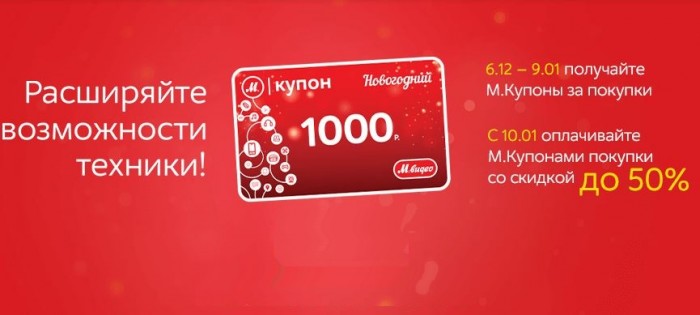 Расширяйте
возможности
техники!
М купон
Новогодний
1000 Р.
М.видео
6.12 – 9.01 получайте
М.Купоны за покупки
С 10.01 оплачивайте
М.Купонами покупки
со скидкой до 50%